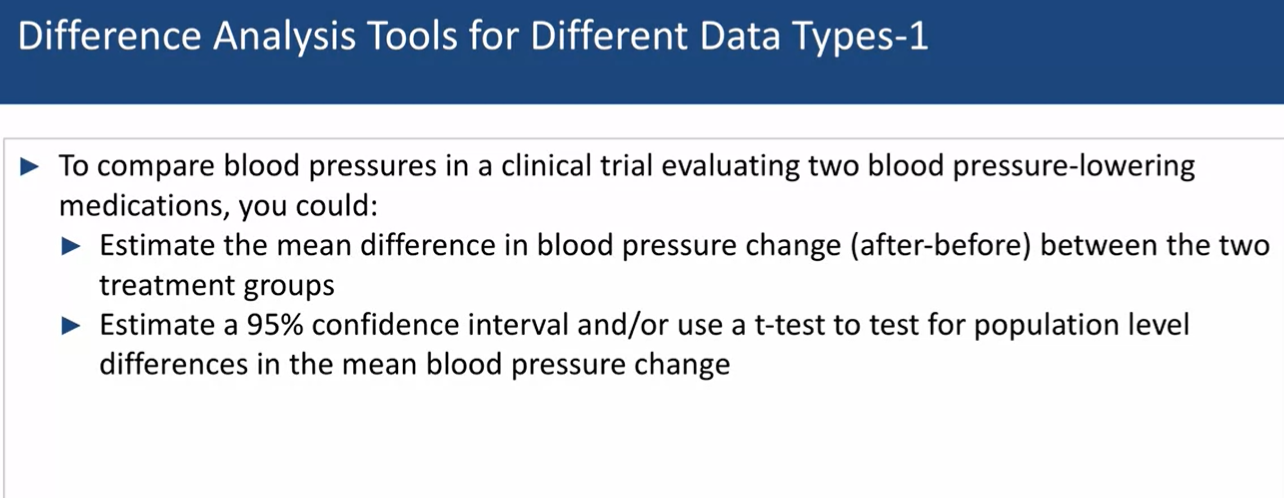 Difference Analysis Tools for Different Data Types-1
► To compare blood pressures in a clinical trial evaluating two blood pressure-lowering
medications, you could:
► Estimate the mean difference in blood pressure change (after-before) between the two
treatment groups
► Estimate a 95% confidence interval and/or use a t-test to test for population level
differences in the mean blood pressure change